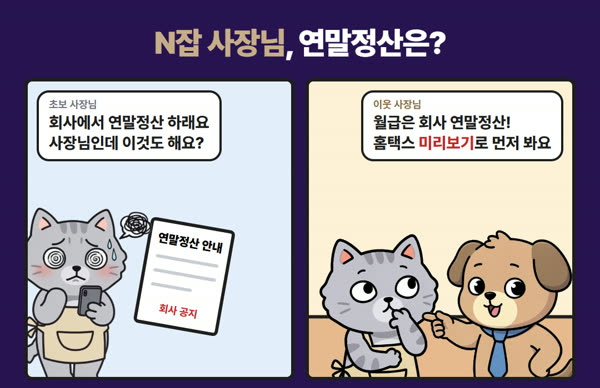 N잡 사장님, 연말정산은?
초보 사장님
회사에서 연말정산 하래요
사장님인데 이것도 해요?
연말정산 안내
회사 공지
이웃 사장님
월급은 회사 연말정산!
홈택스 미리보기로 먼저 봐요